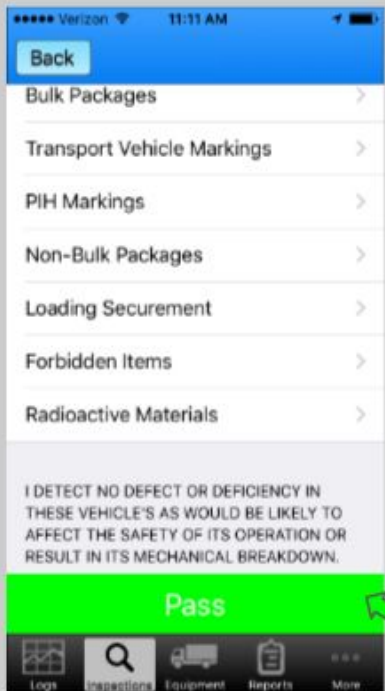 Verizon 11:11 AM
Back
Bulk Packages
Transport Vehicle Markings
PIH Markings
Non-Bulk Packages
Loading Securement
Forbidden Items
Radioactive Materials
I DETECT NO DEFECT OR DEFICIENCY IN
THESE VEHICLE'S AS WOULD BE LIKELY TO
AFFECT THE SAFETY OF ITS OPERATION OR
RESULT IN ITS MECHANICAL BREAKDOWN.
Pass
Logs Inspections Equipment Reports More